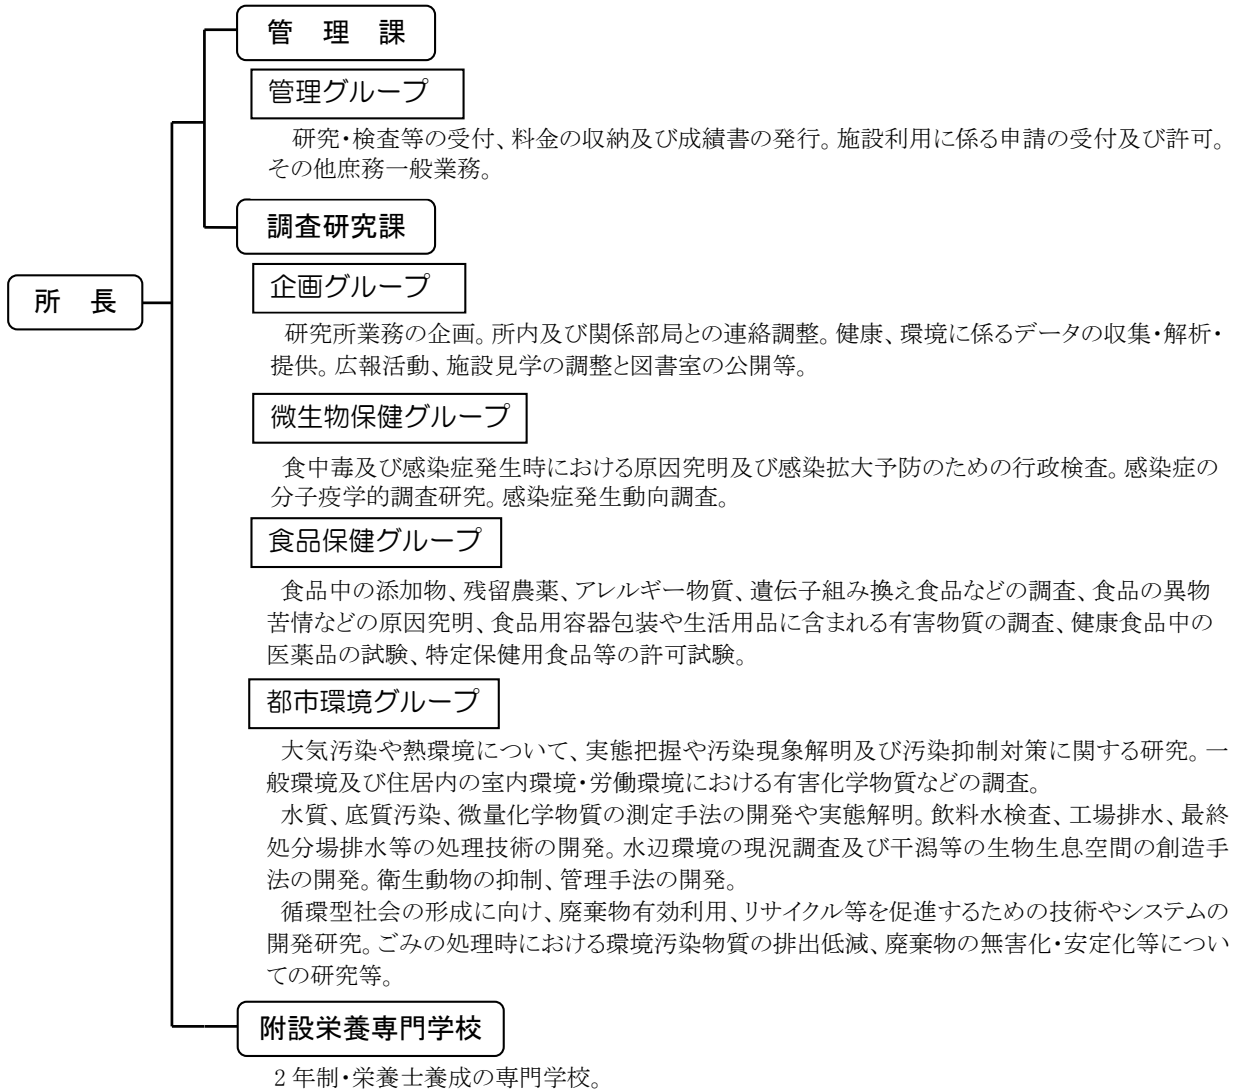 管　理　課
管理グループ
研究・検査等の受付、料金の収納及び成績書の発行。施設利用に係る申請の受付及び許可。
その他庶務一般業務。
調査研究課
企画グループ
所　長
研究所業務の企画。所内及び関係部局との連絡調整。健康、環境に係るデータの収集・解析・
提供。広報活動、施設見学の調整と図書室の公開等。
微生物保健グループ
食中毒及び感染症発生時における原因究明及び感染拡大予防のための行政検査。感染症の
分子疫学的調査研究。感染症発生動向調査。
食品保健グループ
食品中の添加物、残留農薬、アレルギー物質、遺伝子組み換え食品などの調査、食品の異物
苦情などの原因究明、食品用容器包装や生活用品に含まれる有害物質の調査、健康食品中の
医薬品の試験、特定保健用食品等の許可試験。
都市環境グループ
大気汚染や熱環境について、実態把握や汚染現象解明及び汚染抑制対策に関する研究。一
般環境及び住居内の室内環境・労働環境における有害化学物質などの調査。
水質、底質汚染、微量化学物質の測定手法の開発や実態解明。飲料水検査、工場排水、最終
処分場排水等の処理技術の開発。水辺環境の現況調査及び干潟等の生物生息空間の創造手
法の開発。衛生動物の抑制、管理手法の開発。
循環型社会の形成に向け、廃棄物有効利用、リサイクル等を促進するための技術やシステムの
開発研究。ごみの処理時における環境汚染物質の排出低減、廃棄物の無害化・安定化等につい
ての研究等。
附設栄養専門学校
２年制・栄養士養成の専門学校。